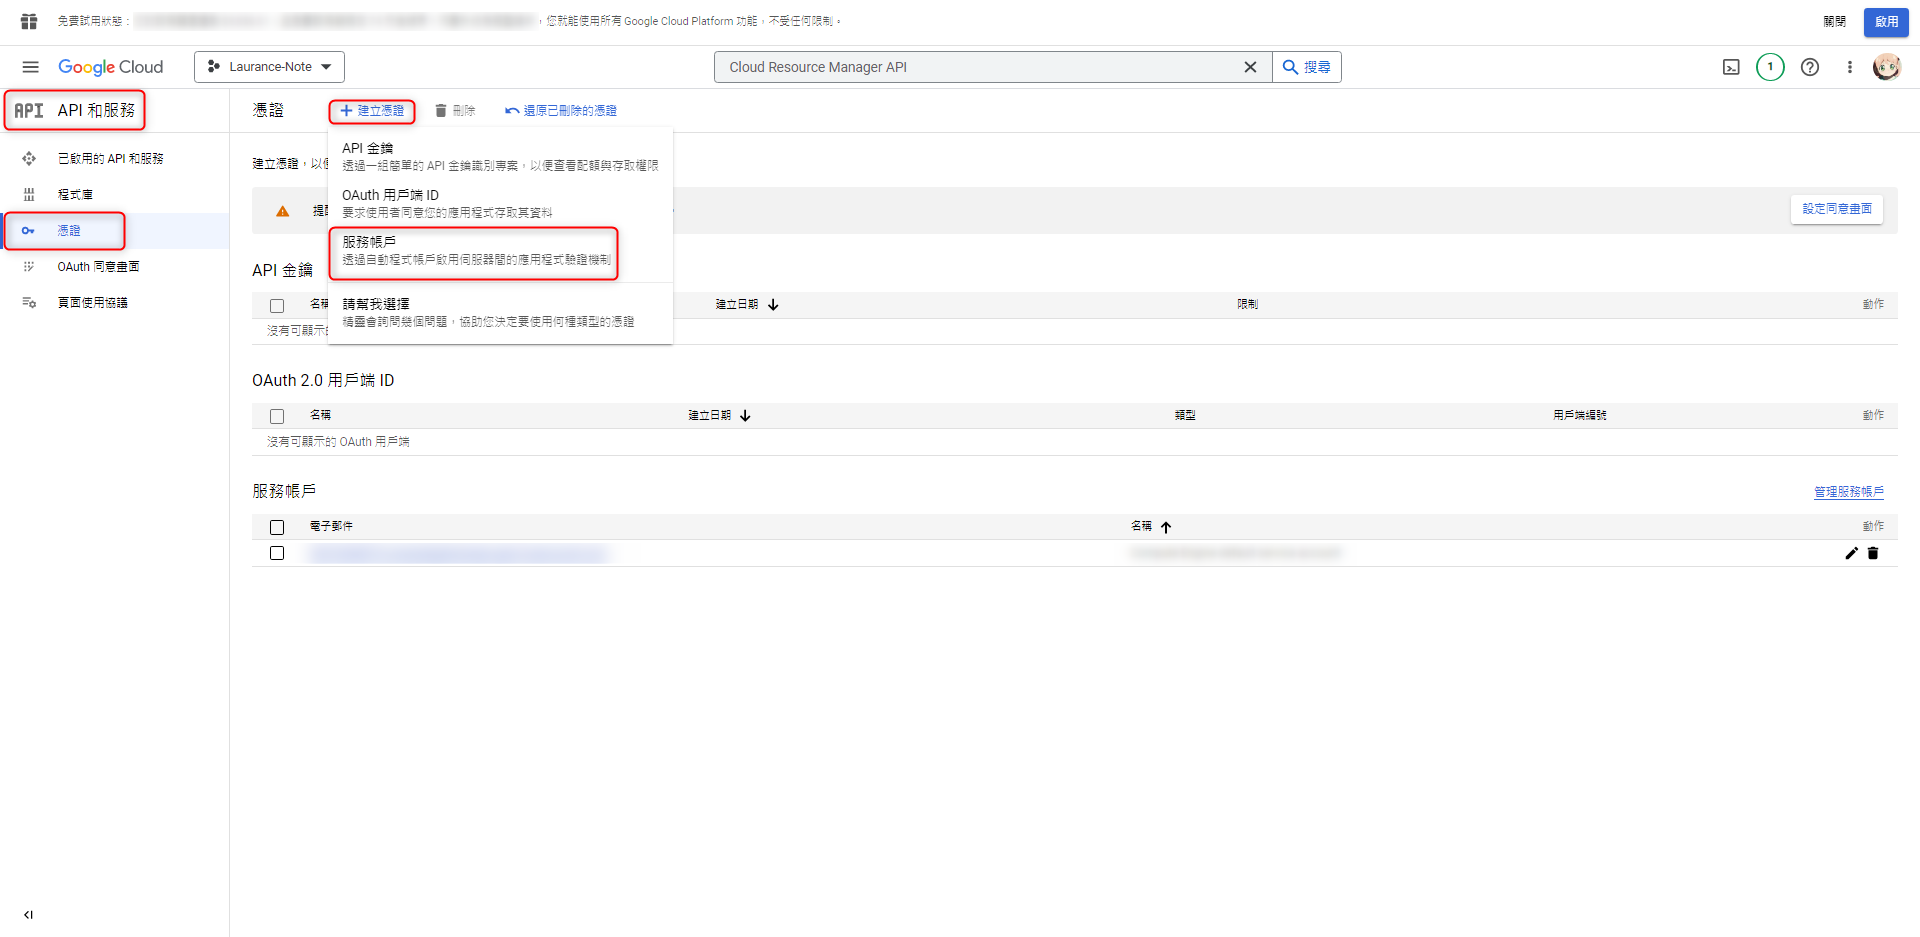 免費試用狀態：
，您就能使用所有 Google Cloud Platform 功能，不受任何限制。
關閉
啟用
Google Cloud
Laurance-Note
Cloud Resource Manager API
搜尋
1
API API 和服務
憑證
建立憑證
刪除
還原已刪除的憑證
已啟用的 API 和服務
程式庫
憑證
OAuth 同意畫面
頁面使用協議
建立憑證，以
API 金鑰
透過一組簡單的 API 金鑰識別專案，以便查看配額與存取權限
OAuth 用戶端 ID
要求使用者同意您的應用程式存取其資料
服務帳戶
透過自動程式帳戶啟用伺服器間的應用程式驗證機制
請幫我選擇
精靈會詢問幾個問題，協助您決定要使用何種類型的憑證
設定同意畫面
API 金鑰
建立日期
限制
動作
沒有可顯示
OAuth 2.0 用戶端 ID
名稱
建立日期
類型
用戶端編號
動作
沒有可顯示的 OAuth 用戶端
服務帳戶
管理服務帳戶
電子郵件
名稱
動作